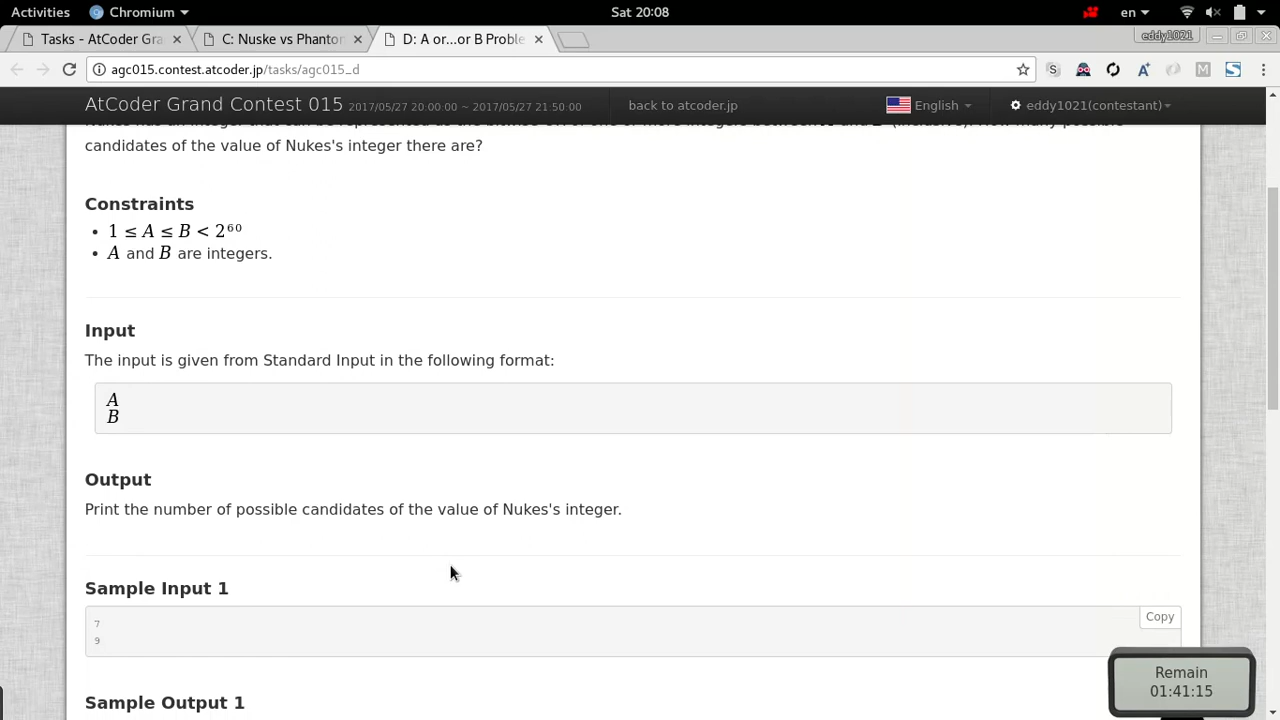 Activities Chromium Sat 20:08 en
Tasks - AtCoder Gra × C: Nuske vs Phantor × D: A or...or B Proble × eddy1021
agc015.contest.atcoder.jp/tasks/agc015_d
AtCoder Grand Contest 015 2017/05/27 20:00:00 ~ 2017/05/27 21:50:00 back to atcoder.jp English eddy1021(contestant)
candidates of the value of Nukes's integer there are?
Constraints
• 1 ≤ A ≤ B < 2⁶⁰
• A and B are integers.
Input
The input is given from Standard Input in the following format:
A
B
Output
Print the number of possible candidates of the value of Nukes's integer.
Sample Input 1
Copy
7
9
Remain
01:41:15
Sample Output 1